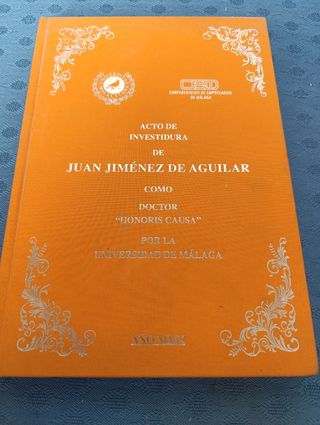 CONFEDERACIÓN DE EMPRESARIOS
DE MÁLAGA
ACTO DE
INVESTIDURA
DE
JUAN JIMÉNEZ DE AGUILAR
COMO
DOCTOR
“HONORIS CAUSA”
POR LA
UNIVERSIDAD DE MÁLAGA
AÑO